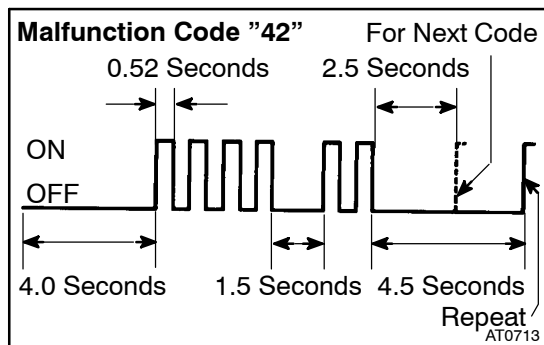 Malfunction Code ”42”
For Next Code
0.52 Seconds
2.5 Seconds
ON
OFF
4.0 Seconds
1.5 Seconds
4.5 Seconds
Repeat
AT0713